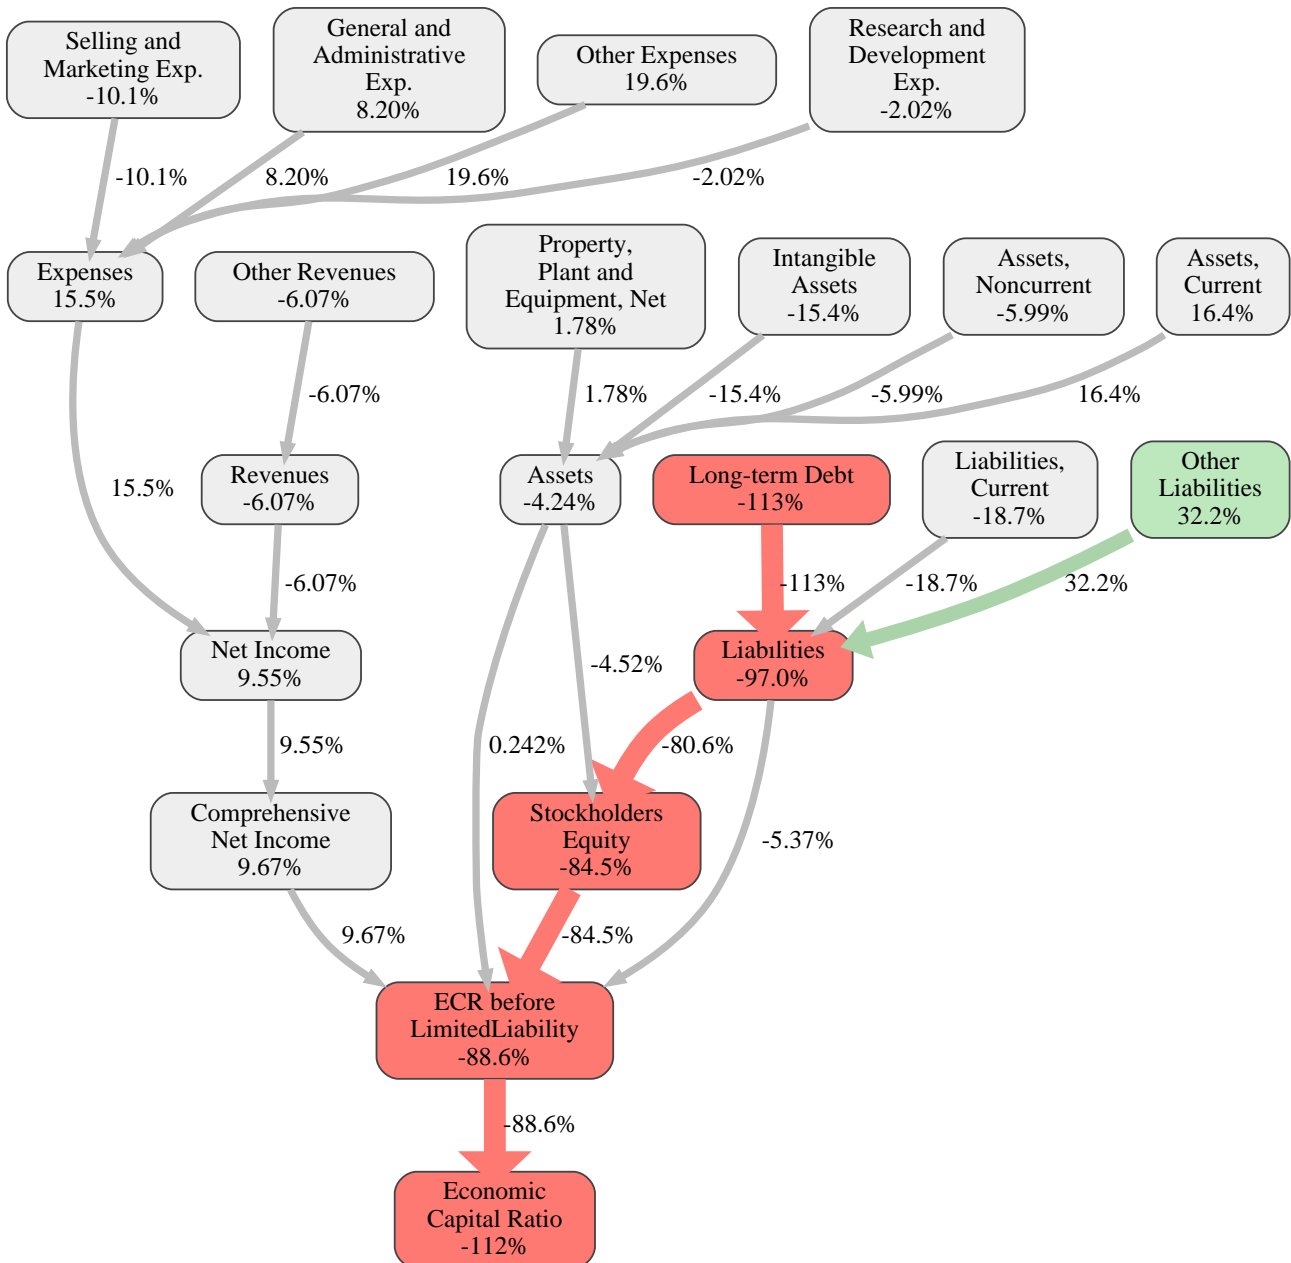 Selling and
Marketing Exp.
-10.1%
General and
Administrative
Exp.
8.20%
Other Expenses
19.6%
Research and
Development
Exp.
-2.02%
-10.1%
8.20%
19.6%
-2.02%
Expenses
15.5%
Other Revenues
-6.07%
Property,
Plant and
Equipment, Net
1.78%
Intangible
Assets
-15.4%
Assets,
Noncurrent
-5.99%
Assets,
Current
16.4%
-6.07%
1.78%
-15.4%
-5.99%
16.4%
15.5%
Revenues
-6.07%
Assets
-4.24%
Long-term Debt
-113%
Liabilities,
Current
-18.7%
Other
Liabilities
32.2%
-6.07%
-113%
-18.7%
32.2%
Net Income
9.55%
-4.52%
Liabilities
-97.0%
9.55%
0.242%
-80.6%
Comprehensive
Net Income
9.67%
Stockholders
Equity
-84.5%
-5.37%
9.67%
-84.5%
ECR before
LimitedLiability
-88.6%
-88.6%
Economic
Capital Ratio
-112%